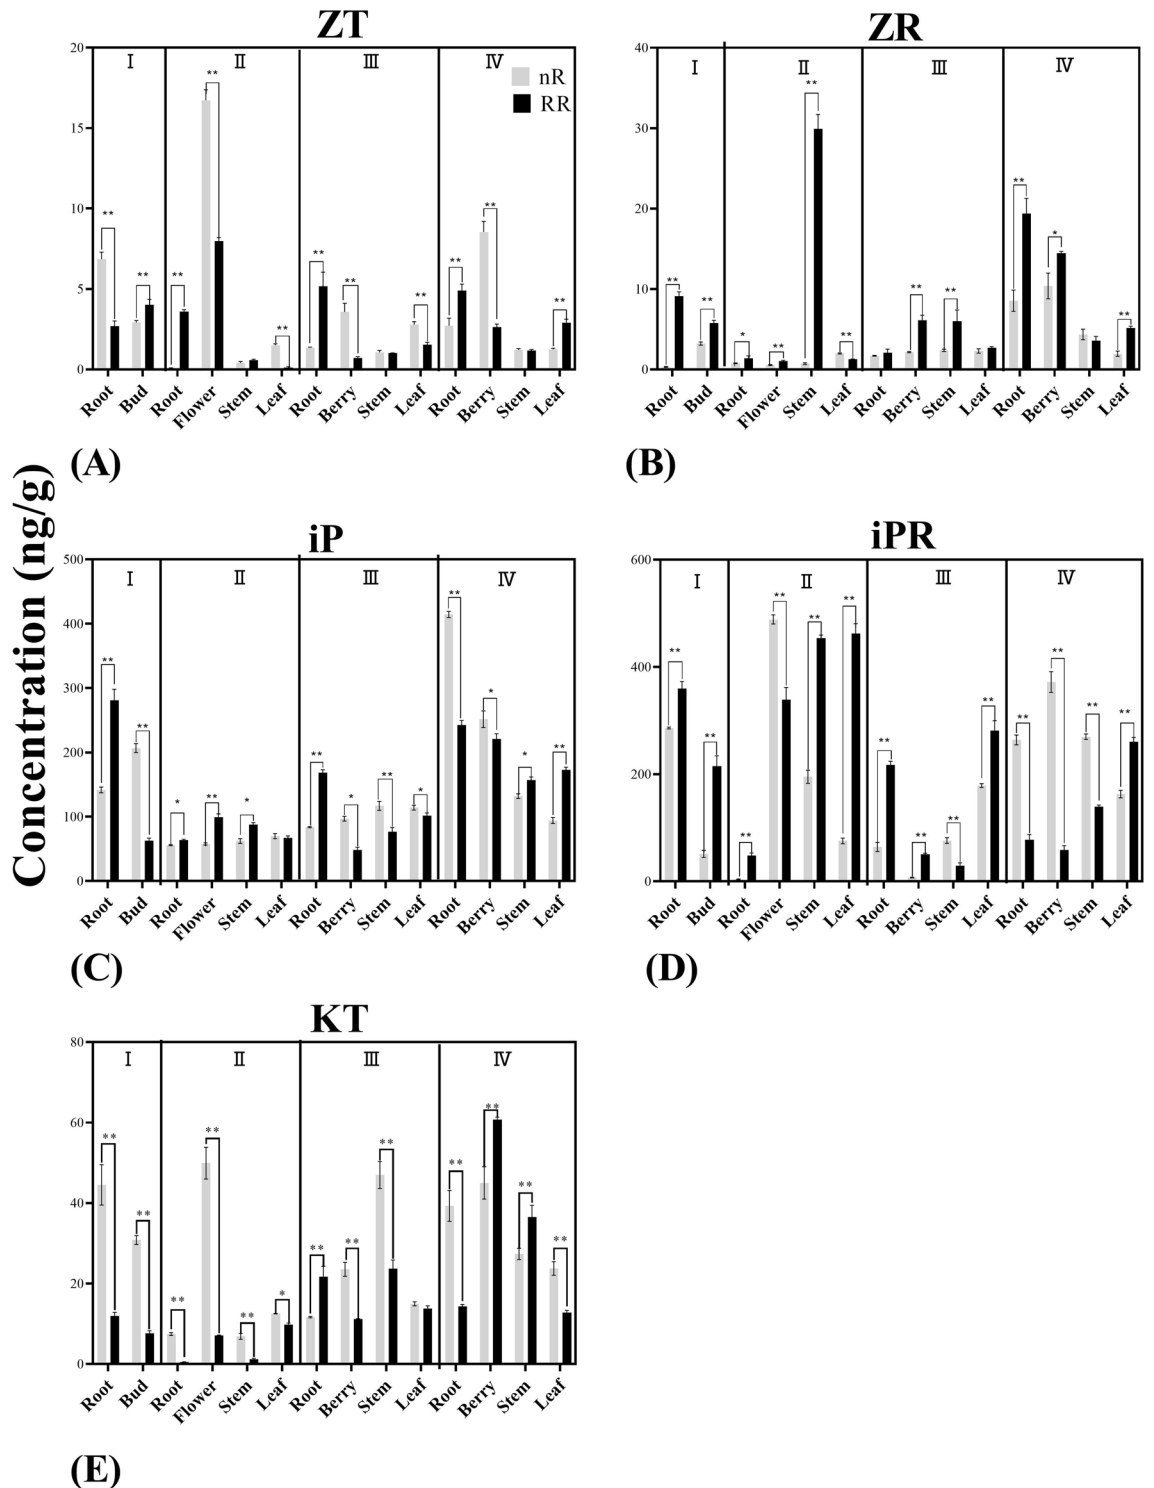 ZT
ZR
20
15
10
5
0
I
II
III
IV
nR
RR
**
**
**
**
**
**
**
**
**
**
**
Root
Bud
Root
Flower
Stem
Leaf
Root
Berry
Stem
Leaf
Root
Berry
Stem
Leaf
(A)
40
30
20
10
0
I
II
III
IV
**
**
*
**
**
**
**
**
**
*
**
Root
Bud
Root
Flower
Stem
Leaf
Root
Berry
Stem
Leaf
Root
Berry
Stem
Leaf
(B)
Concentration (ng/g)
iP
500
400
300
200
100
0
I
II
III
IV
**
**
*
**
*
**
*
**
*
**
*
*
**
Root
Bud
Root
Flower
Stem
Leaf
Root
Berry
Stem
Leaf
Root
Berry
Stem
Leaf
(C)
iPR
600
400
200
0
I
II
III
IV
**
**
**
**
**
**
**
**
**
**
**
**
**
**
Root
Bud
Root
Flower
Stem
Leaf
Root
Berry
Stem
Leaf
Root
Berry
Stem
Leaf
(D)
KT
80
60
40
20
0
I
II
III
IV
**
**
**
**
**
*
**
**
**
**
**
**
**
Root
Bud
Root
Flower
Stem
Leaf
Root
Berry
Stem
Leaf
Root
Berry
Stem
Leaf
(E)